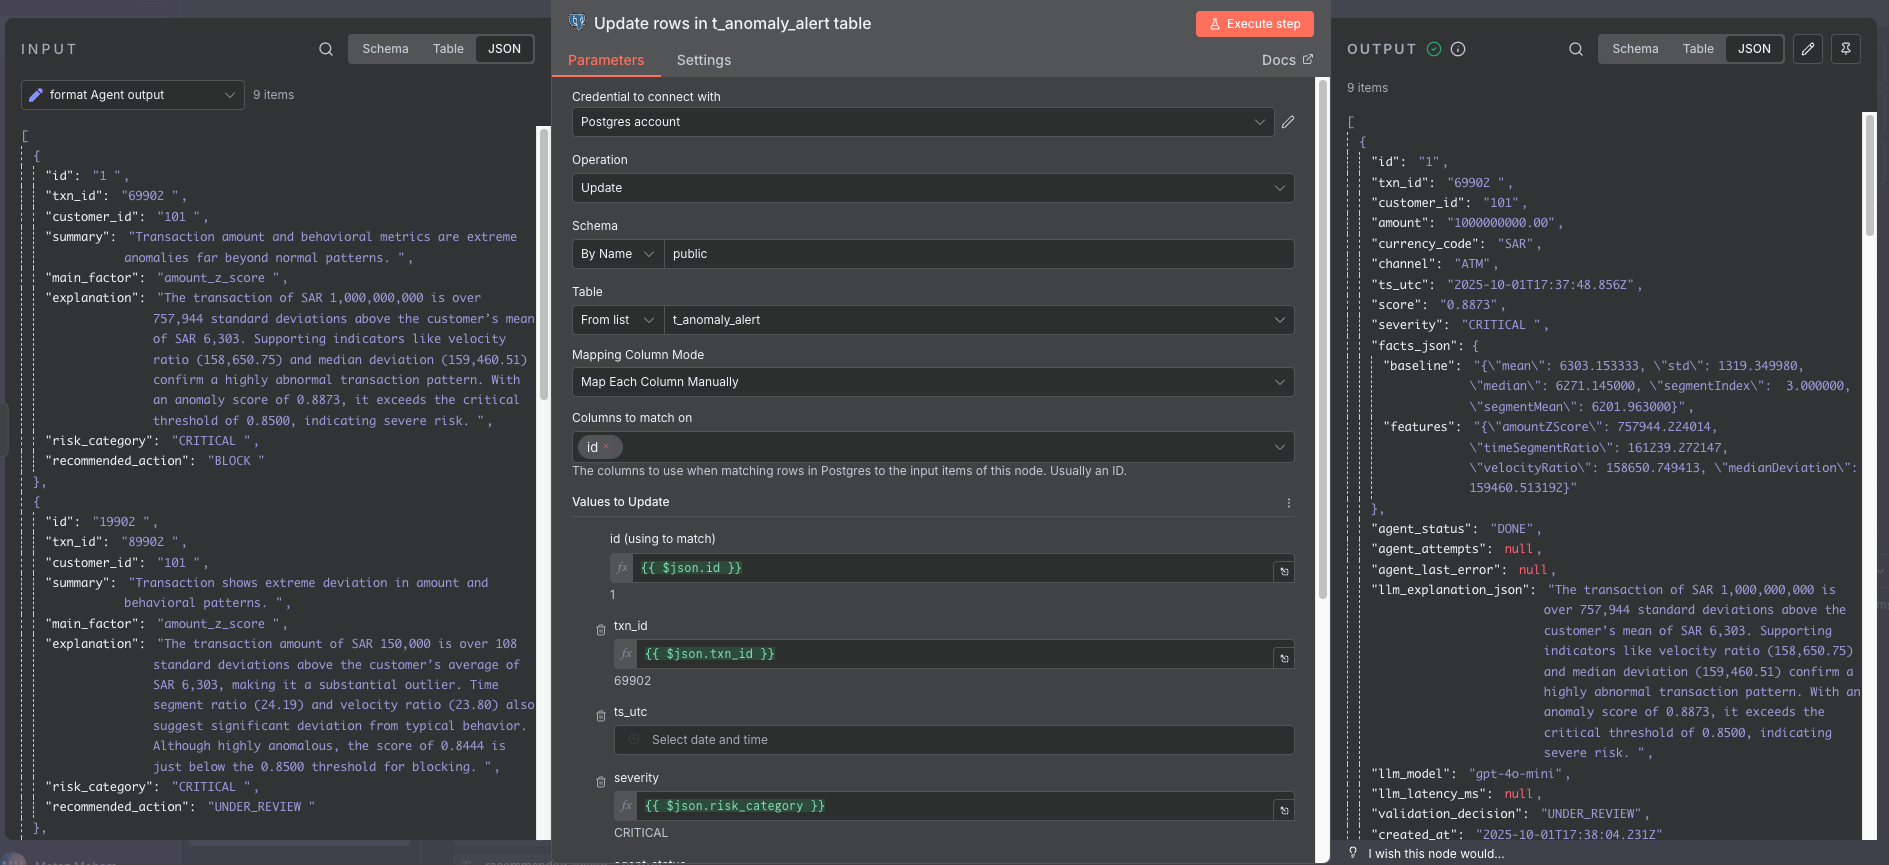 INPUT
Schema
Table
JSON
format Agent output
9 items
[
{
"id": "1 ",
"txn_id": "69902 ",
"customer_id": "101 ",
"summary": "Transaction amount and behavioral metrics are extreme
anomalies far beyond normal patterns. ",
"main_factor": "amount_z_score ",
"explanation": "The transaction of SAR 1,000,000,000 is over
757,944 standard deviations above the customer’s mean
of SAR 6,303. Supporting indicators like velocity
ratio (158,650.75) and median deviation (159,460.51)
confirm a highly abnormal transaction pattern. With
an anomaly score of 0.8873, it exceeds the critical
threshold of 0.8500, indicating severe risk. ",
"risk_category": "CRITICAL ",
"recommended_action": "BLOCK "
},
{
"id": "19902 ",
"txn_id": "89902 ",
"customer_id": "101 ",
"summary": "Transaction shows extreme deviation in amount and
behavioral patterns. ",
"main_factor": "amount_z_score ",
"explanation": "The transaction amount of SAR 150,000 is over 108
standard deviations above the customer’s average of
SAR 6,303, making it a substantial outlier. Time
segment ratio (24.19) and velocity ratio (23.80) also
suggest significant deviation from typical behavior.
Although highly anomalous, the score of 0.8444 is
just below the 0.8500 threshold for blocking. ",
"risk_category": "CRITICAL ",
"recommended_action": "UNDER_REVIEW "
},
Update rows in t_anomaly_alert table
Execute step
Parameters
Settings
Docs
Credential to connect with
Postgres account
Operation
Update
Schema
By Name
public
Table
From list
t_anomaly_alert
Mapping Column Mode
Map Each Column Manually
Columns to match on
id ×
The columns to use when matching rows in Postgres to the input items of this node. Usually an ID.
Values to Update
id (using to match)
fx {{ $json.id }}
1
txn_id
fx {{ $json.txn_id }}
69902
ts_utc
Select date and time
severity
fx {{ $json.risk_category }}
CRITICAL
OUTPUT
Schema
Table
JSON
9 items
[
{
"id": "1",
"txn_id": "69902 ",
"customer_id": "101",
"amount": "1000000000.00",
"currency_code": "SAR",
"channel": "ATM",
"ts_utc": "2025-10-01T17:37:48.856Z",
"score": "0.8873",
"severity": "CRITICAL ",
"facts_json": {
"baseline": "{\"mean\": 6303.153333, \"std\": 1319.349980,
\"median\": 6271.145000, \"segmentIndex\":  3.000000,
\"segmentMean\": 6201.963000}",
"features": "{\"amountZScore\": 757944.224014,
\"timeSegmentRatio\": 161239.272147,
\"velocityRatio\": 158650.749413, \"medianDeviation\":
159460.513192}"
},
"agent_status": "DONE",
"agent_attempts": null,
"agent_last_error": null,
"llm_explanation_json": "The transaction of SAR 1,000,000,000 is
over 757,944 standard deviations above the
customer’s mean of SAR 6,303. Supporting
indicators like velocity ratio (158,650.75)
and median deviation (159,460.51) confirm a
highly abnormal transaction pattern. With an
anomaly score of 0.8873, it exceeds the
critical threshold of 0.8500, indicating
severe risk. ",
"llm_model": "gpt-4o-mini",
"llm_latency_ms": null,
"validation_decision": "UNDER_REVIEW",
"created_at": "2025-10-01T17:38:04.231Z"
I wish this node would...